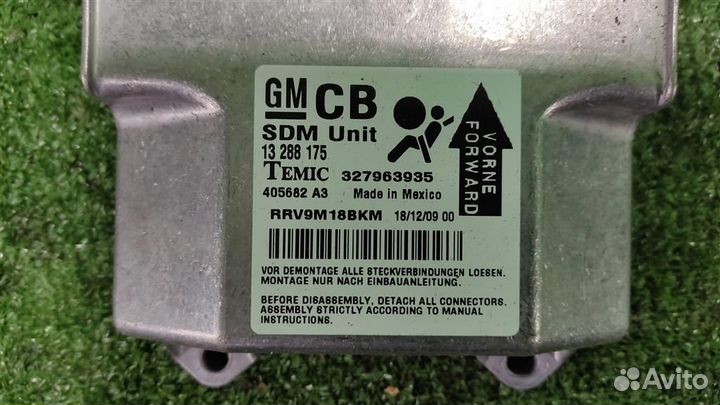 GM CB
SDM Unit
13 288 175
TEMIC 327963935
405682 A3 Made in Mexico
RRV9M18BKM 18/12/09 00
VORNE
FORWARD
VOR DEMONTAGE ALLE STECKVERBINDUNGEN LOESEN.
MONTAGE NUR NACH EINBAUANLEITUNG.
BEFORE DISASSEMBLY, DETACH ALL CONNECTORS.
ASSEMBLY STRICTLY ACCORDING TO MANUAL
INSTRUCTIONS.
Avito